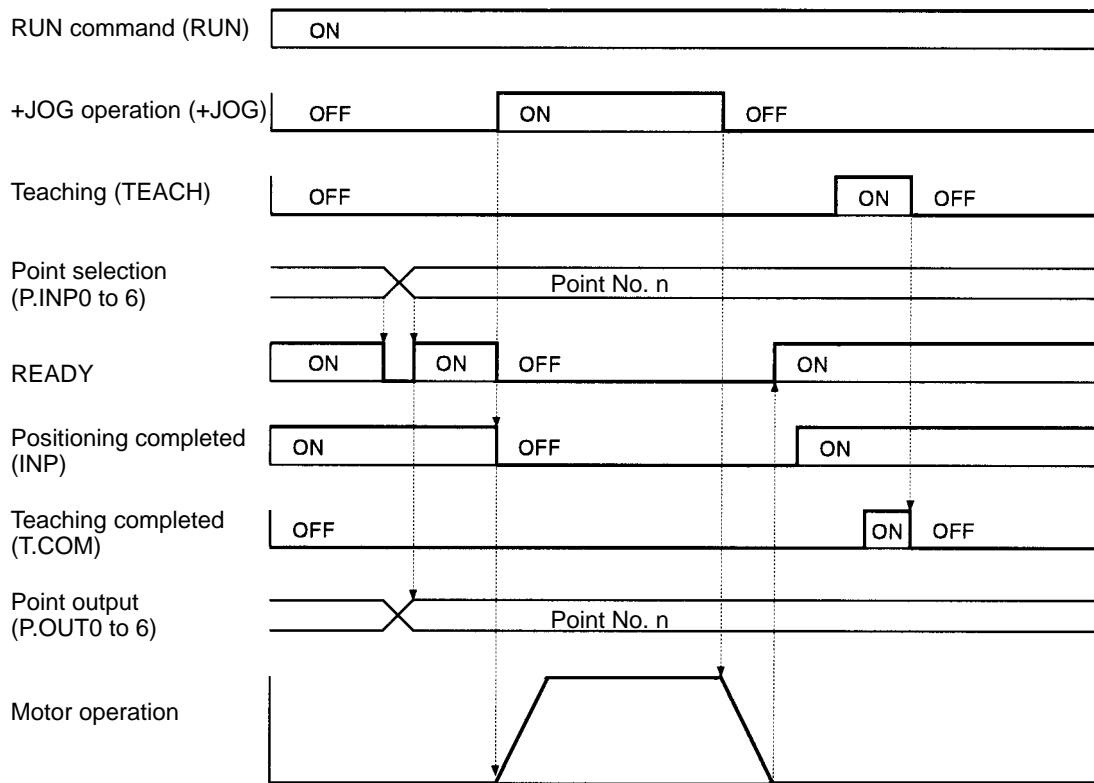 RUN command (RUN)
ON
+JOG operation (+JOG)
OFF
ON
OFF
Teaching (TEACH)
OFF
ON
OFF
Point selection
(P.INP0 to 6)
Point No. n
READY
ON
ON
OFF
ON
Positioning completed
(INP)
ON
OFF
ON
Teaching completed
(T.COM)
OFF
ON
OFF
Point output
(P.OUT0 to 6)
Point No. n
Motor operation